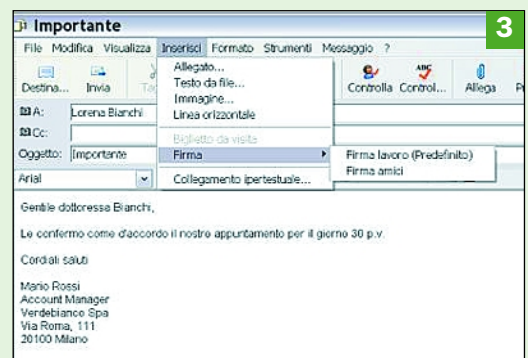 3
Importante
File Modifica Visualizza Inserisci Formato Strumenti Messaggio ?
Destina... Invia Controlla Control... Allega
Allegato...
Testo da file...
Immagine...
Linea orizzontale
Biglietto da visita
Firma
Collegamento ipertestuale...
Firma lavoro (Predefinito)
Firma amici
A: Lorena Bianchi
Cc:
Oggetto: Importante
Arial
Gentile dottoressa Bianchi,
Le confermo come d'accordo il nostro appuntamento per il giorno 30 p.v.
Cordiali saluti
Mario Rossi
Account Manager
Verdebianco Spa
Via Roma, 111
20100 Milano